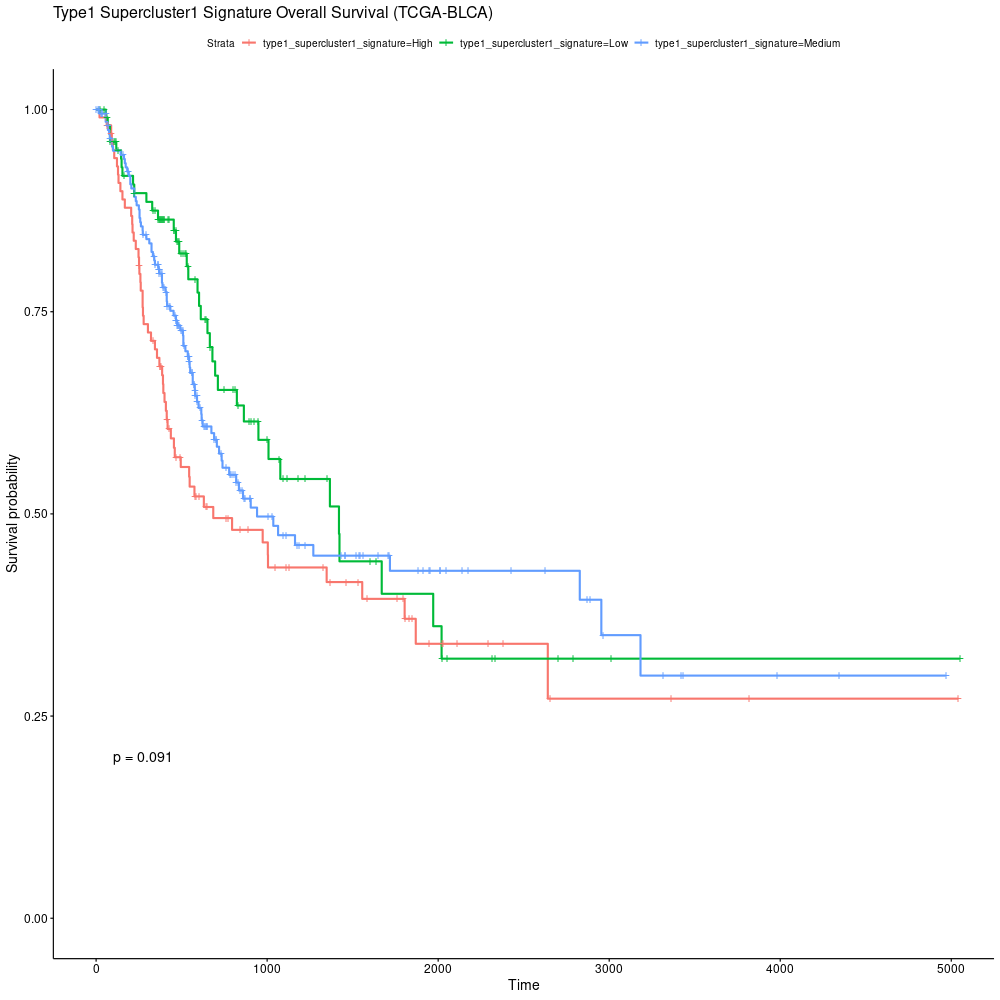 Type1 Supercluster1 Signature Overall Survival (TCGA-BLCA)
Strata type1_supercluster1_signature=High type1_supercluster1_signature=Low type1_supercluster1_signature=Medium
1.00
0.75
0.50
0.25
0.00
Survival probability
p = 0.091
0 1000 2000 3000 4000 5000
Time